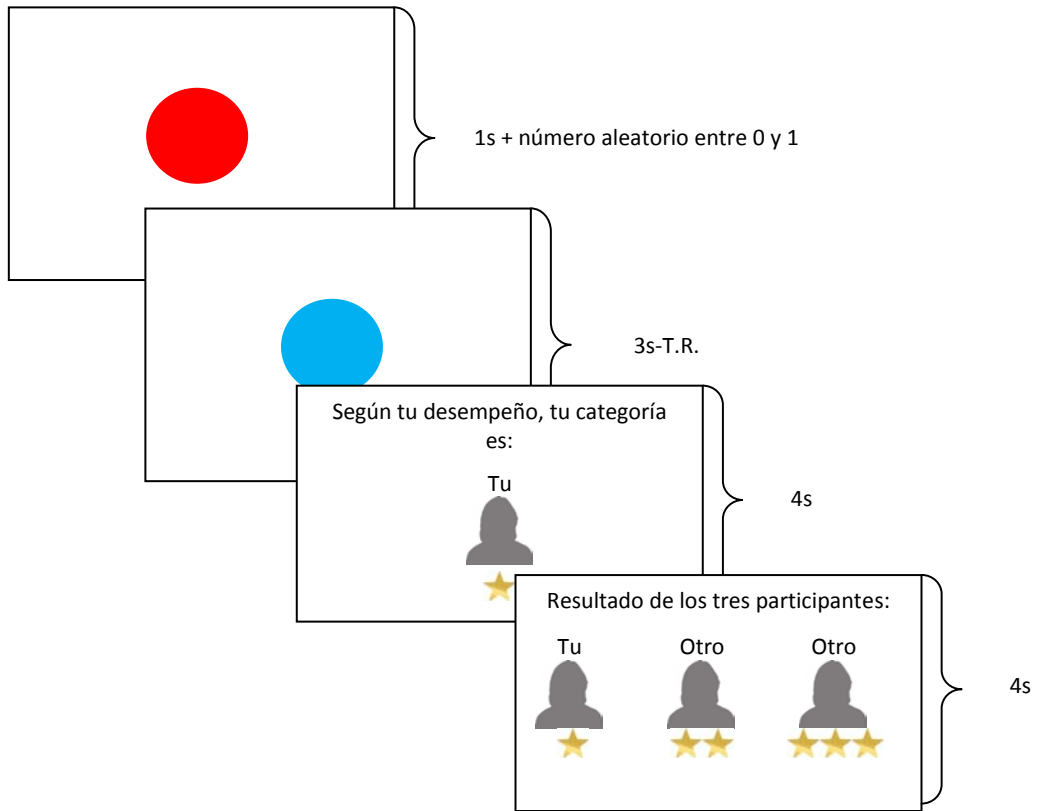 1s + número aleatorio entre 0 y 1
3s-T.R.
Según tu desempeño, tu categoría
es:
Tu
4s
Resultado de los tres participantes:
Tu Otro Otro
4s